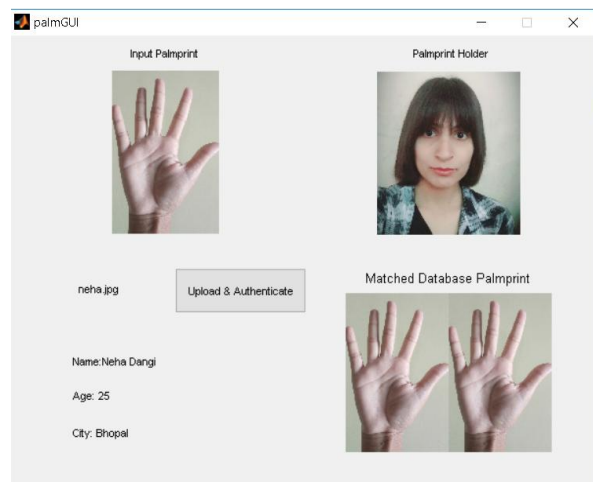 palmGUI
Input Palmprint
Palmprint Holder
neha.jpg
Upload & Authenticate
Matched Database Palmprint
Name:Neha Dangi
Age: 25
City: Bhopal